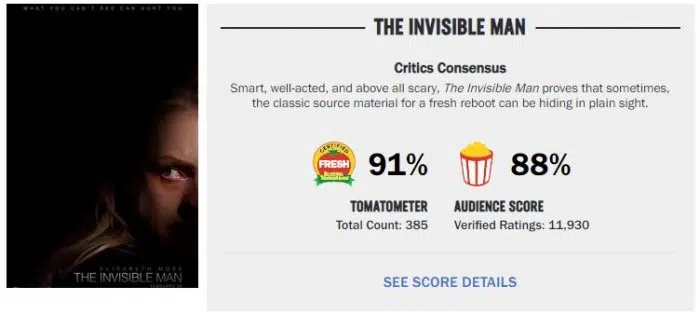 WHAT YOU CAN'T SEE CAN HURT YOU
ELISABETH MOSS
THE INVISIBLE MAN
THE INVISIBLE MAN
Critics Consensus
Smart, well-acted, and above all scary, The Invisible Man proves that sometimes,
the classic source material for a fresh reboot can be hiding in plain sight.
CERTIFIED
FRESH
Rotten
Tomatoes
91%
88%
TOMATOMETER
AUDIENCE SCORE
Total Count: 385
Verified Ratings: 11,930
SEE SCORE DETAILS